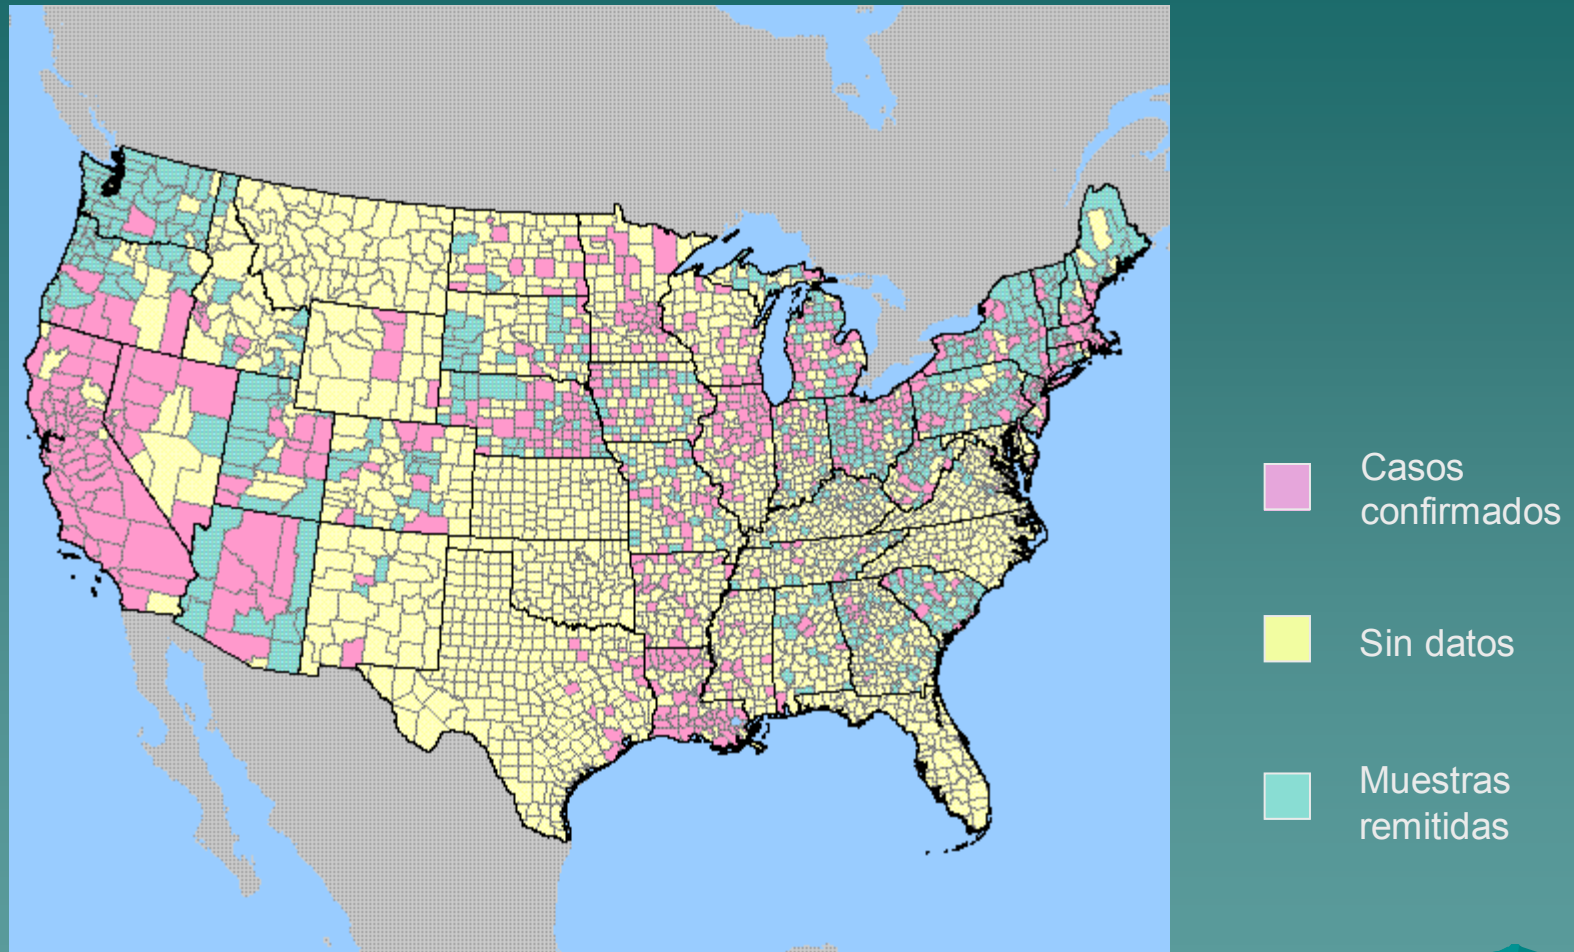 Casos
confirmados
Sin datos
Muestras
remitidas